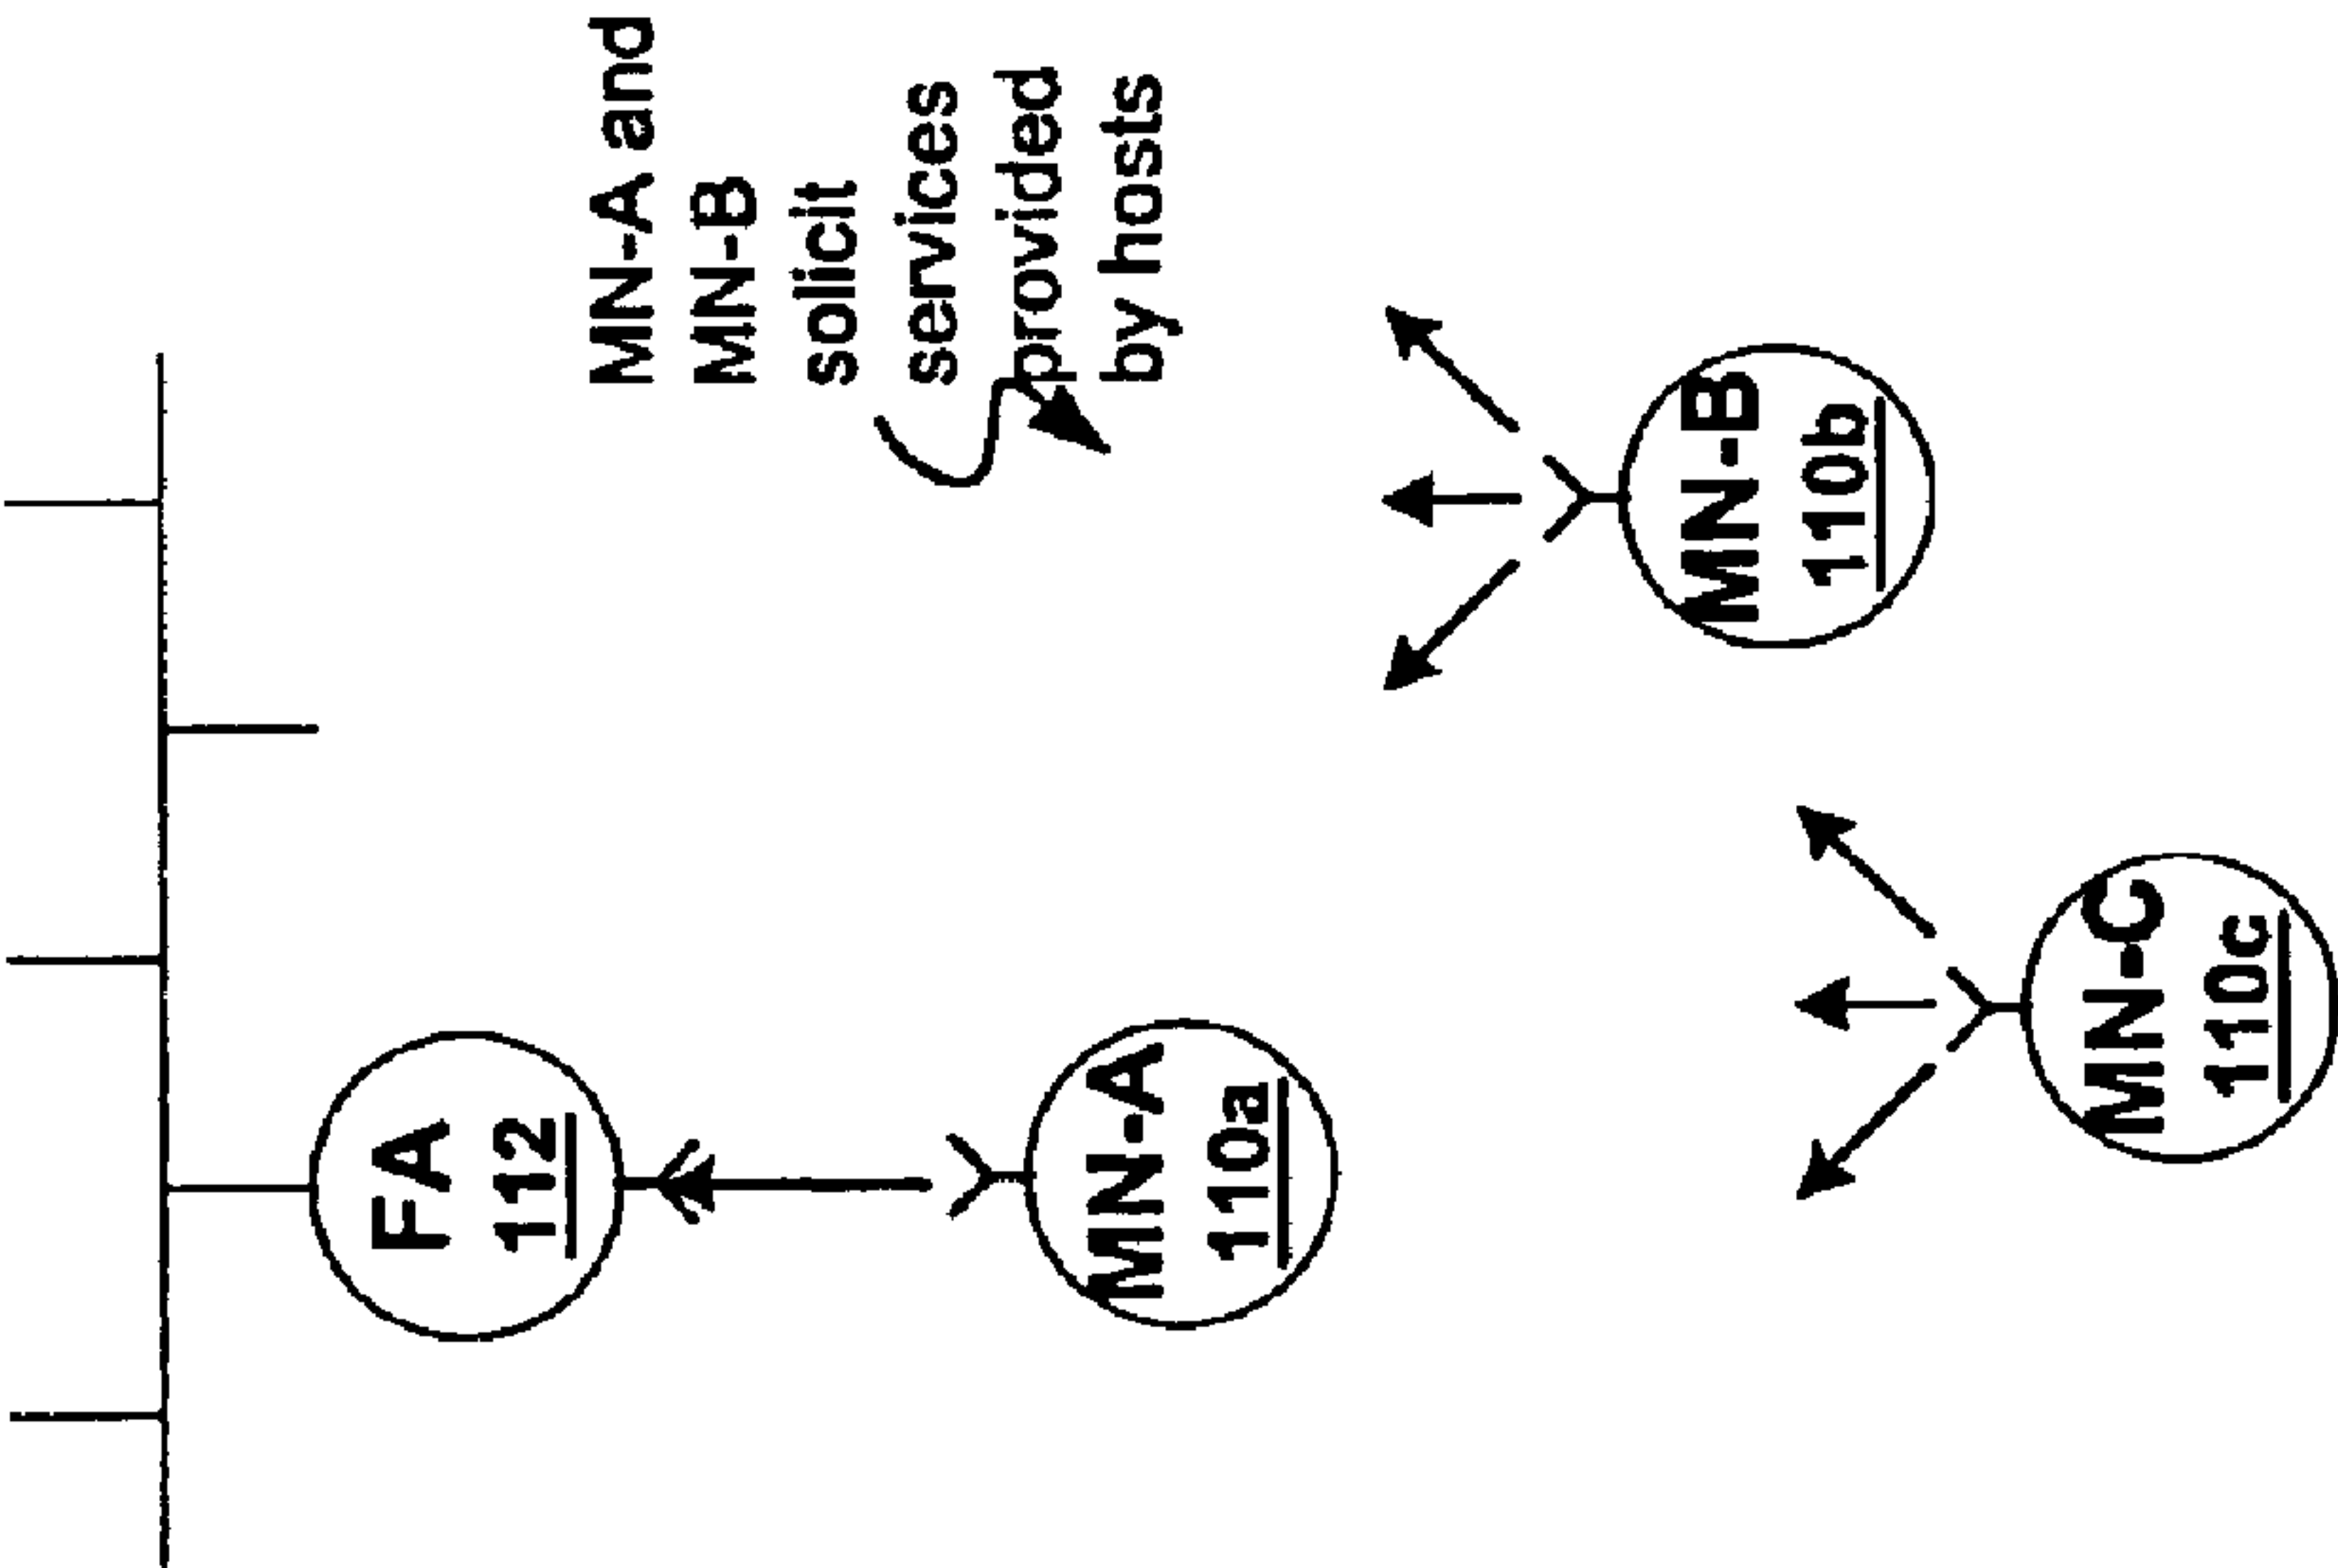 MN-A and
MN-B
solicit
services
provided
by hosts
FA
112
MN-A
110a
MN-B
110b
MN-C
110c